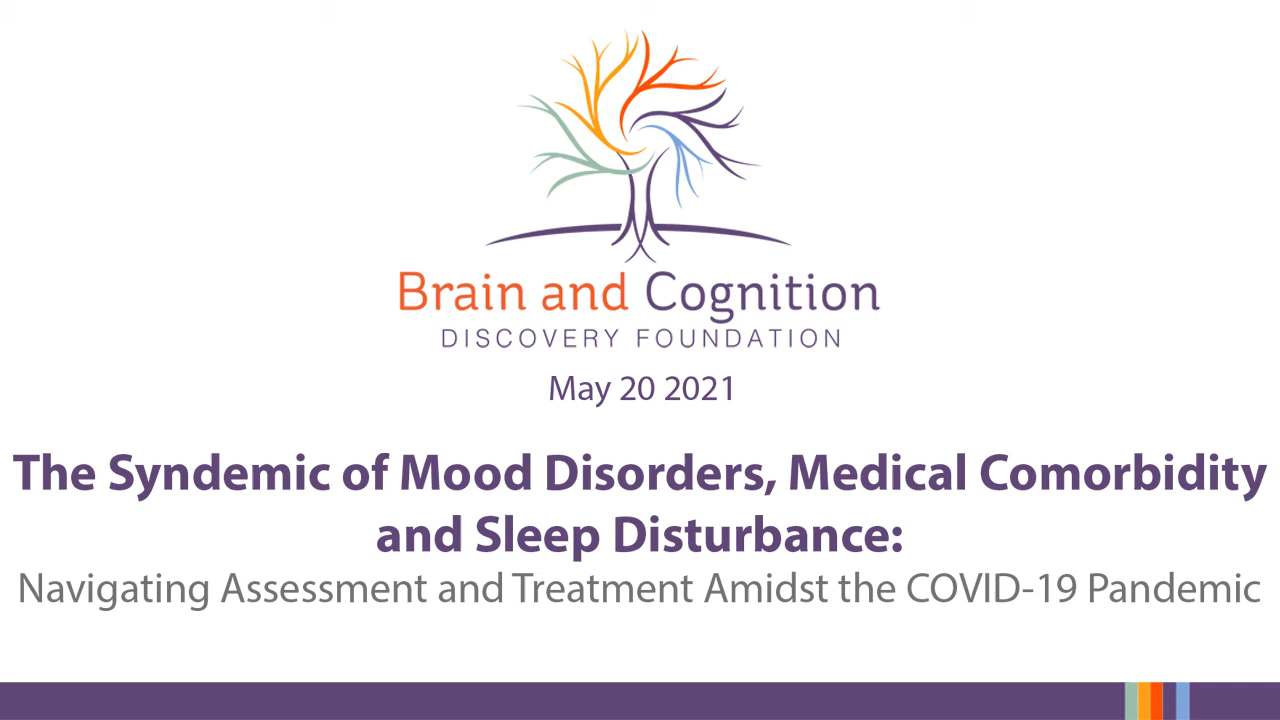 Brain and Cognition
DISCOVERY FOUNDATION
May 20 2021
The Syndemic of Mood Disorders, Medical Comorbidity
and Sleep Disturbance:
Navigating Assessment and Treatment Amidst the COVID-19 Pandemic